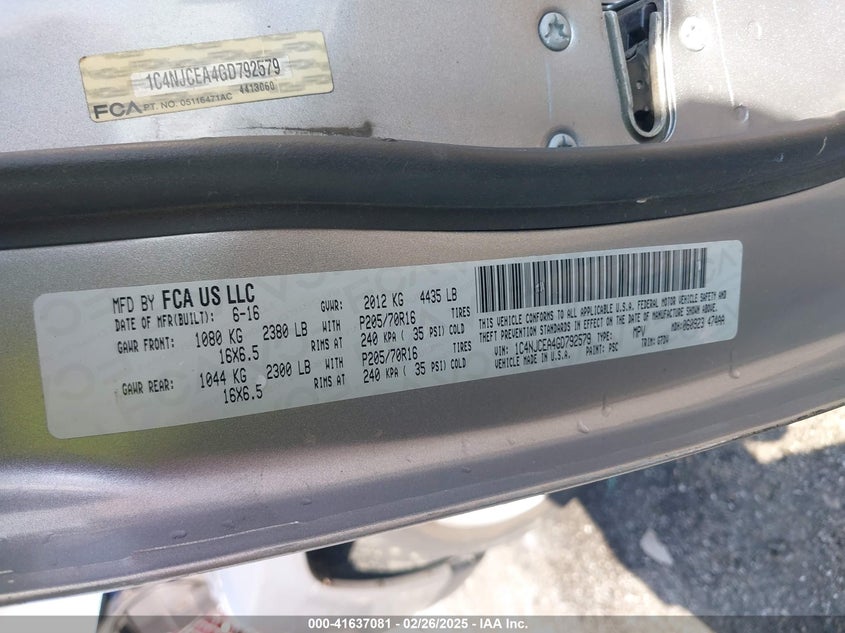 1C4NJCEA4GD792579
4413060
FCA PT. NO. 05116471AC
MFD BY FCA US LLC
DATE OF MFR(BUILT): 6-16 GVWR: 2012 KG 4435 LB
GAWR FRONT: 1080 KG 2380 LB WITH P205/70R16 TIRES
16X6.5 RIMS AT 240 KPA ( 35 PSI) COLD
GAWR REAR: 1044 KG 2300 LB WITH P205/70R16 TIRES
16X6.5 RIMS AT 240 KPA ( 35 PSI) COLD
THIS VEHICLE CONFORMS TO ALL APPLICABLE U.S.A. FEDERAL MOTOR VEHICLE SAFETY AND
THEFT PREVENTION STANDARDS IN EFFECT ON THE DATE OF MANUFACTURE SHOWN ABOVE.
VIN: 1C4NJCEA4GD792579 TYPE: MPV MDH: 060923 470AA
VEHICLE MADE IN U.S.A. PAINT: PSC TRIM: GTDV
000-41637081 - 02/26/2025 - IAA Inc.